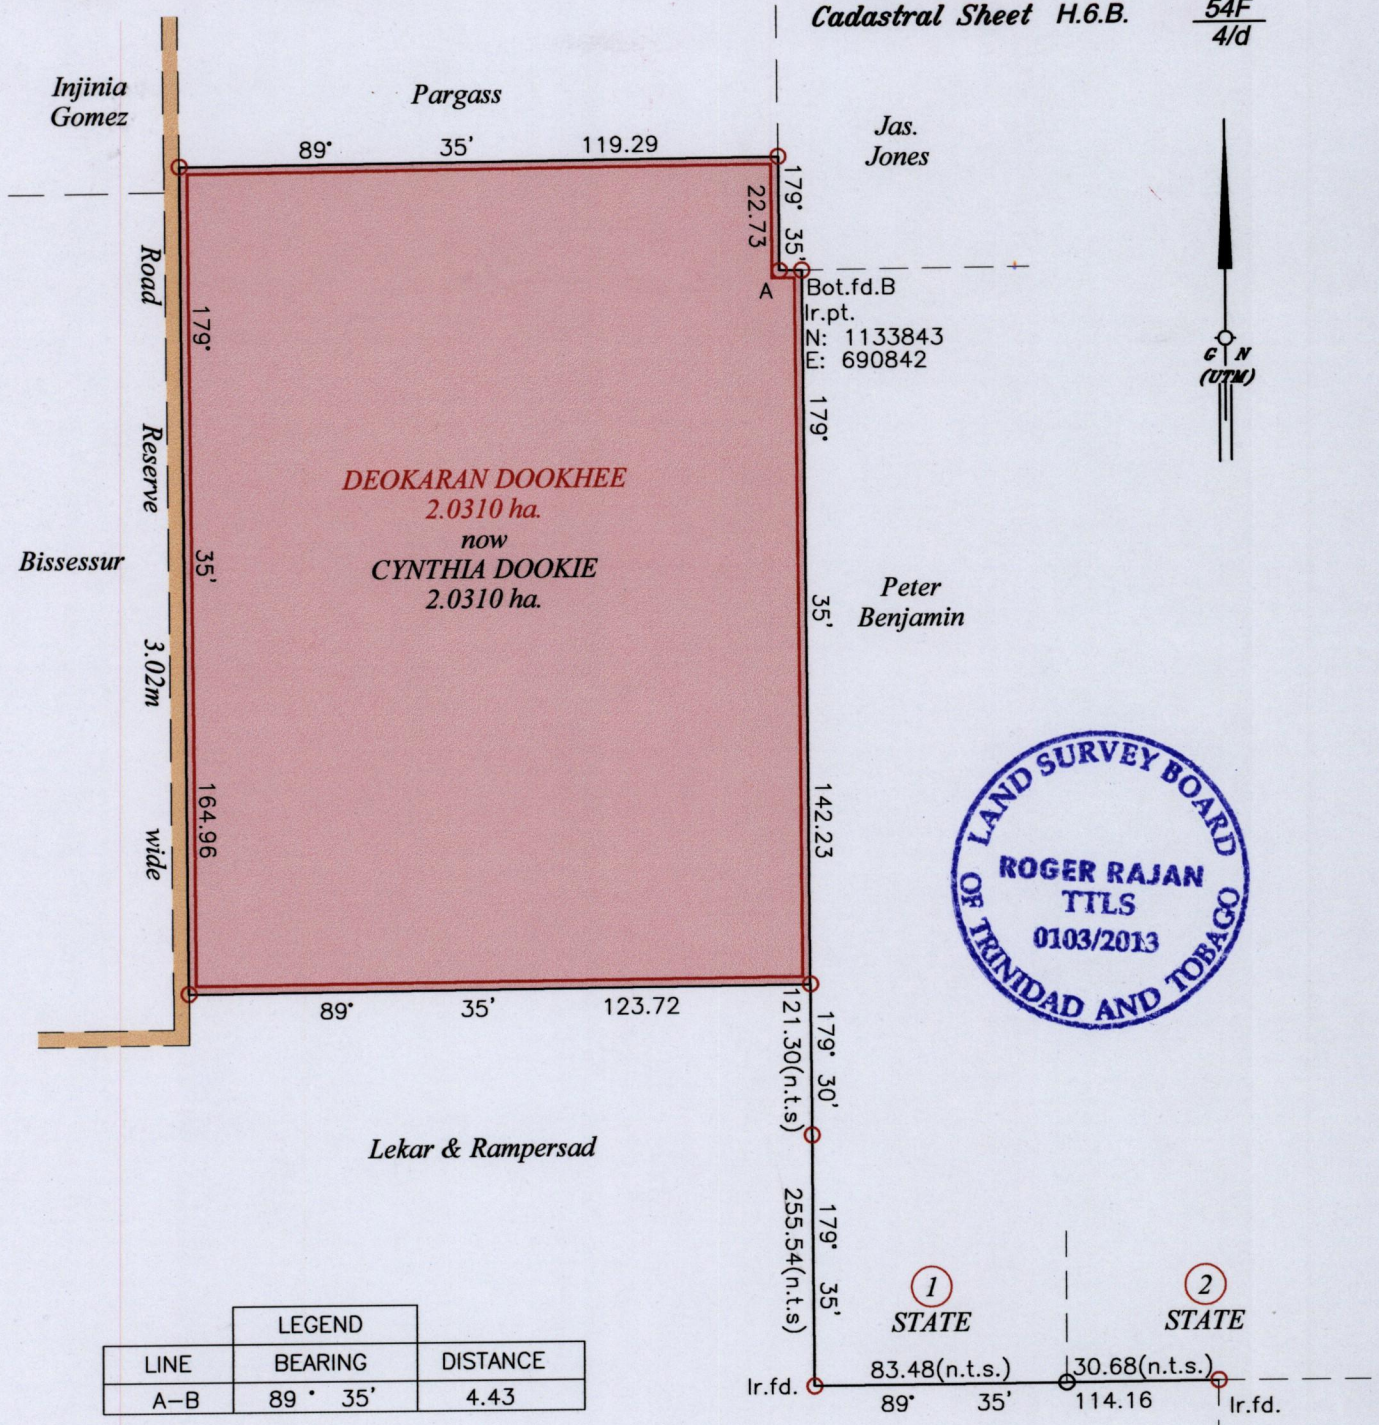 Cadastral Sheet H.6.B. 54F
4/d
Injinia
Gomez
Pargass
Jas.
Jones
89° 35' 119.29
179° 35'
22.73
A
Bot.fd.B
Ir.pt.
N: 1133843
E: 690842
G N
(UTM)
Road Reserve 3.02m wide
179° 35' 164.96
179° 35' 142.23
DEOKARAN DOOKHEE
2.0310 ha.
now
CYNTHIA DOOKIE
2.0310 ha.
Bissessur
Peter
Benjamin
LAND SURVEY BOARD
ROGER RAJAN
TTLS
0103/2013
OF TRINIDAD AND TOBAGO
89° 35' 123.72
179° 30'
121.30(n.t.s)
Lekar & Rampersad
179° 35'
255.54(n.t.s)
1
STATE
2
STATE
83.48(n.t.s.) 30.68(n.t.s.)
Ir.fd.
89° 35' 114.16
Ir.fd.
LEGEND
LINE BEARING DISTANCE
A-B 89° 35' 4.43